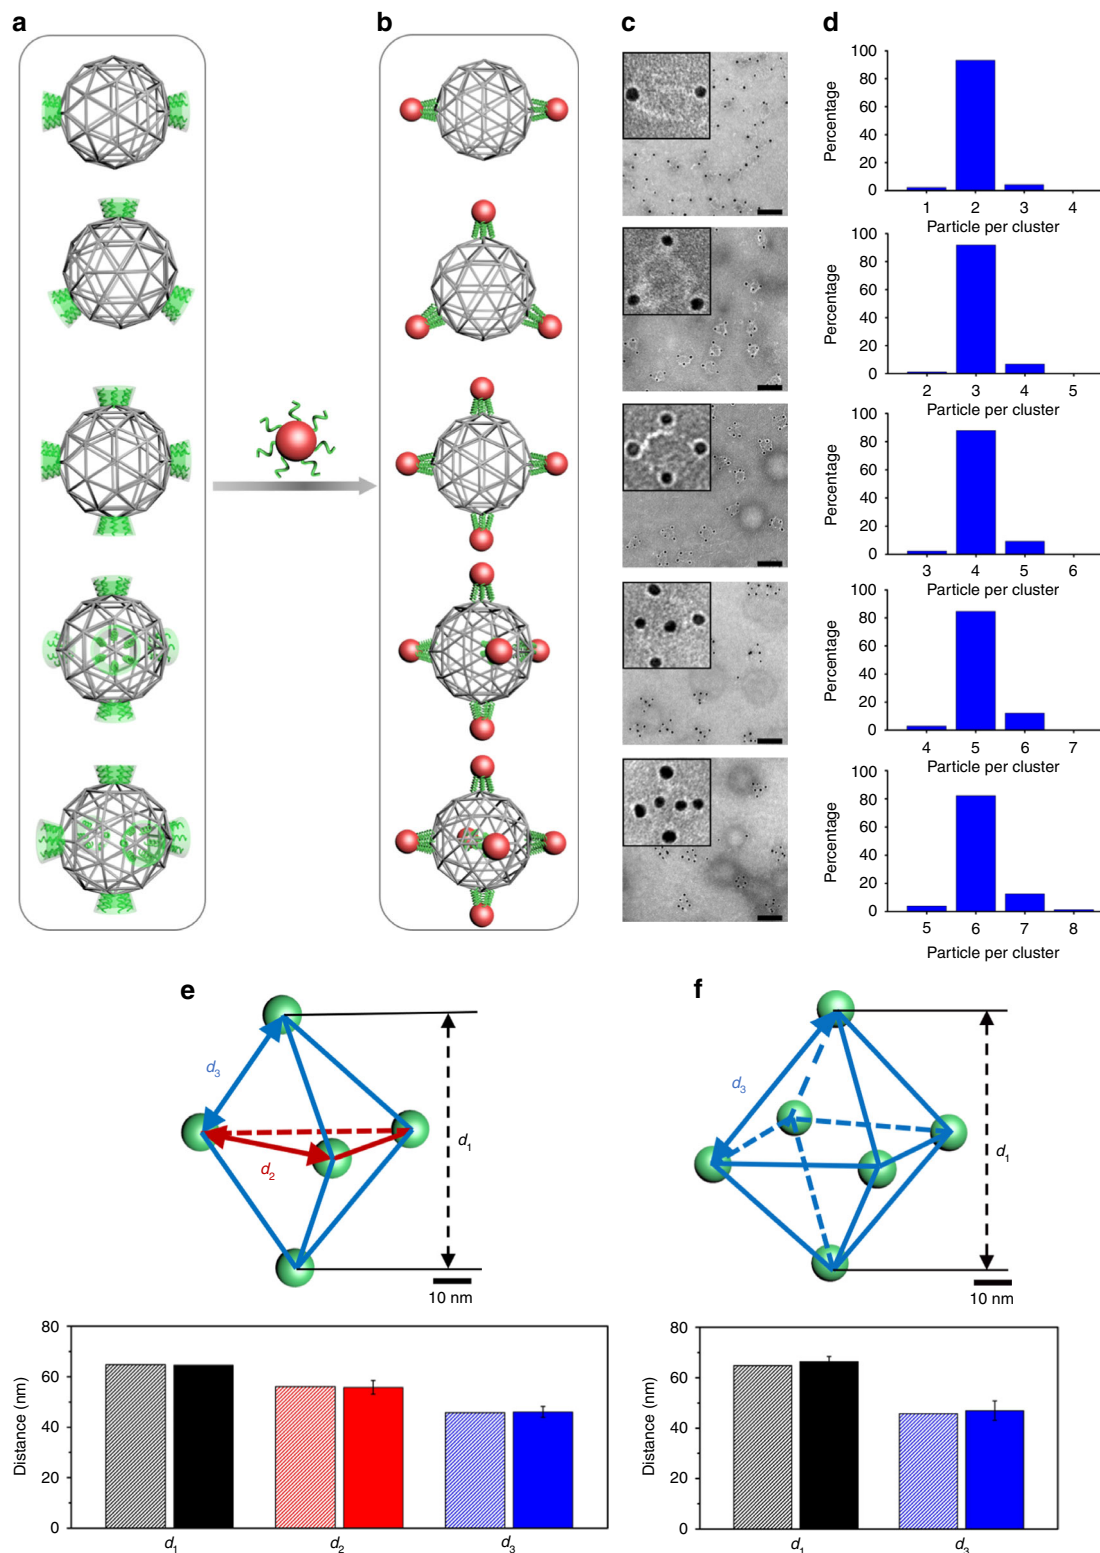 a
b
c
d
100
80
60
40
20
0
Percentage
1 2 3 4
Particle per cluster
100
80
60
40
20
0
Percentage
2 3 4 5
Particle per cluster
100
80
60
40
20
0
Percentage
3 4 5 6
Particle per cluster
100
80
60
40
20
0
Percentage
4 5 6 7
Particle per cluster
100
80
60
40
20
0
Percentage
5 6 7 8
Particle per cluster
e
d3
d2
d1
10 nm
f
d3
d1
10 nm
80
60
40
20
0
Distance (nm)
d1 d2 d3
80
60
40
20
0
Distance (nm)
d1 d3